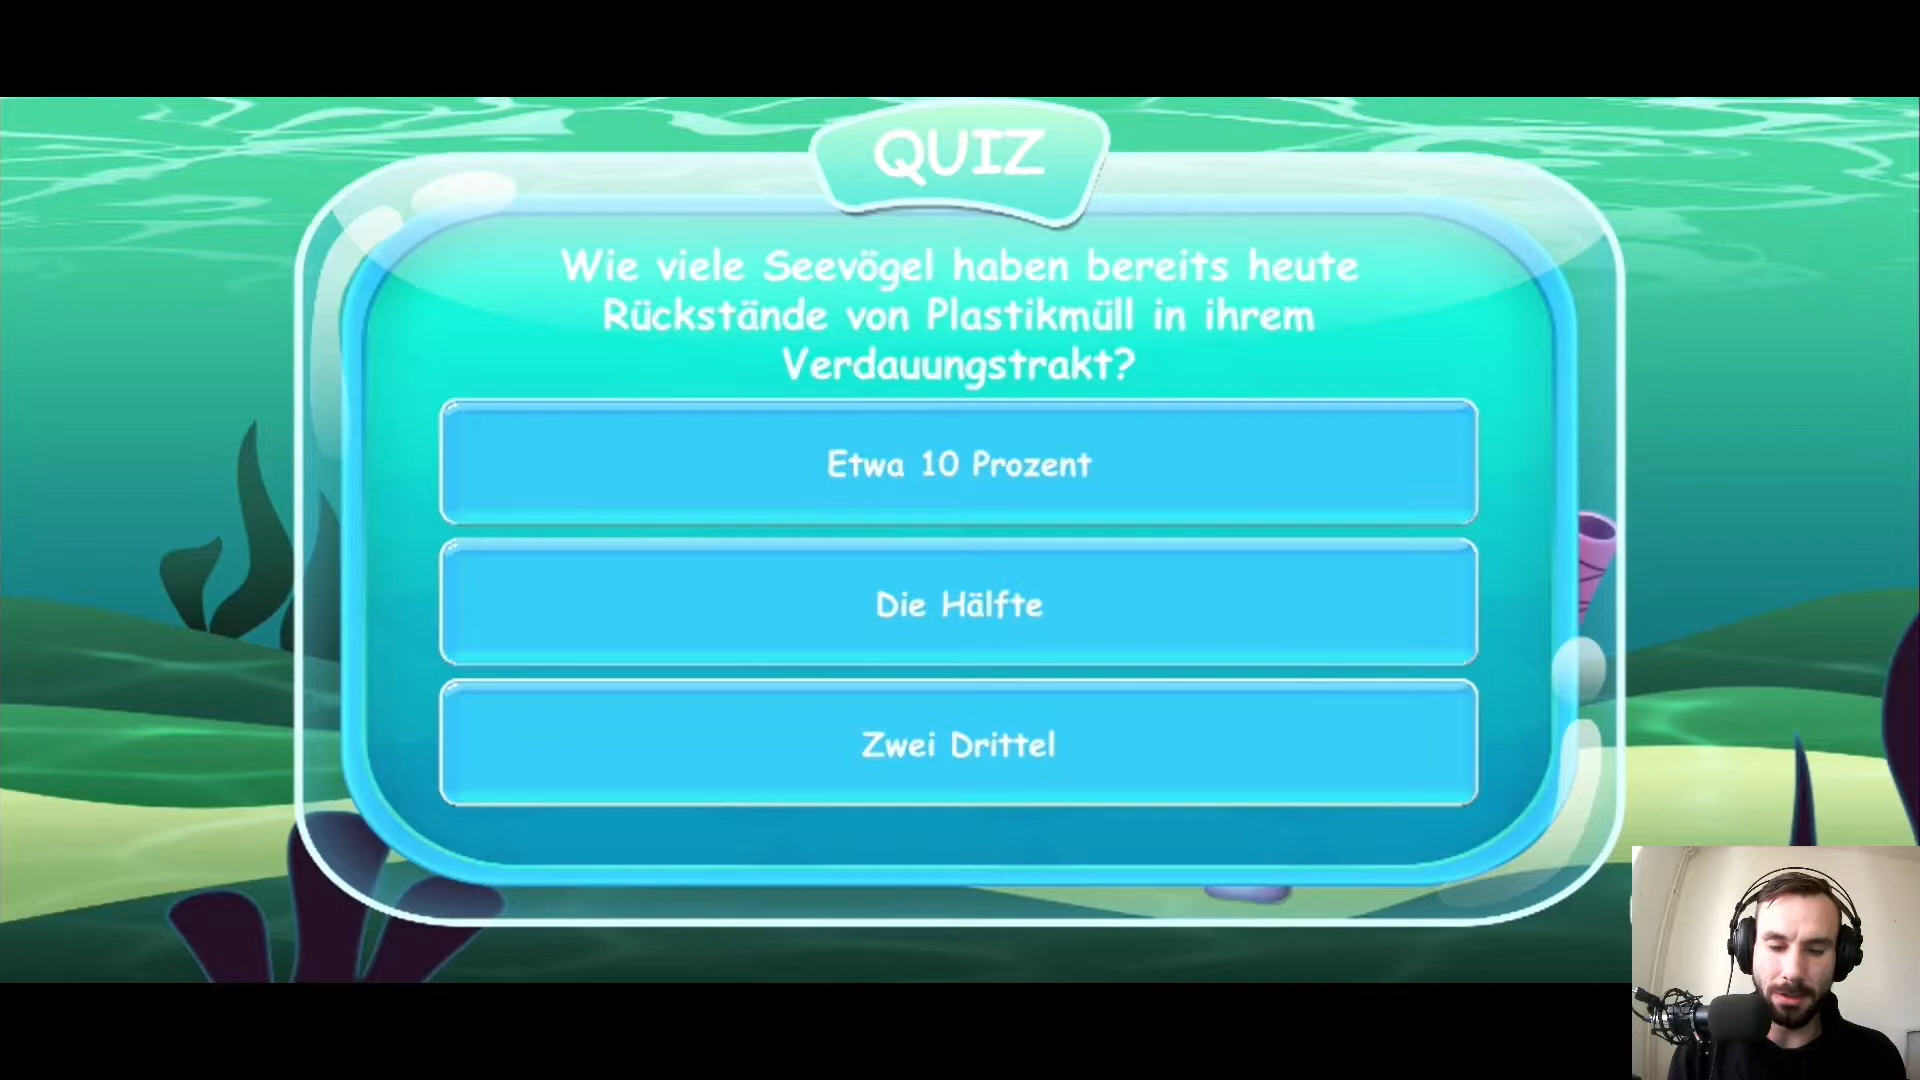 QUIZ
Wie viele Seevögel haben bereits heute
Rückstände von Plastikmüll in ihrem
Verdauungstrakt?
Etwa 10 Prozent
Die Hälfte
Zwei Drittel